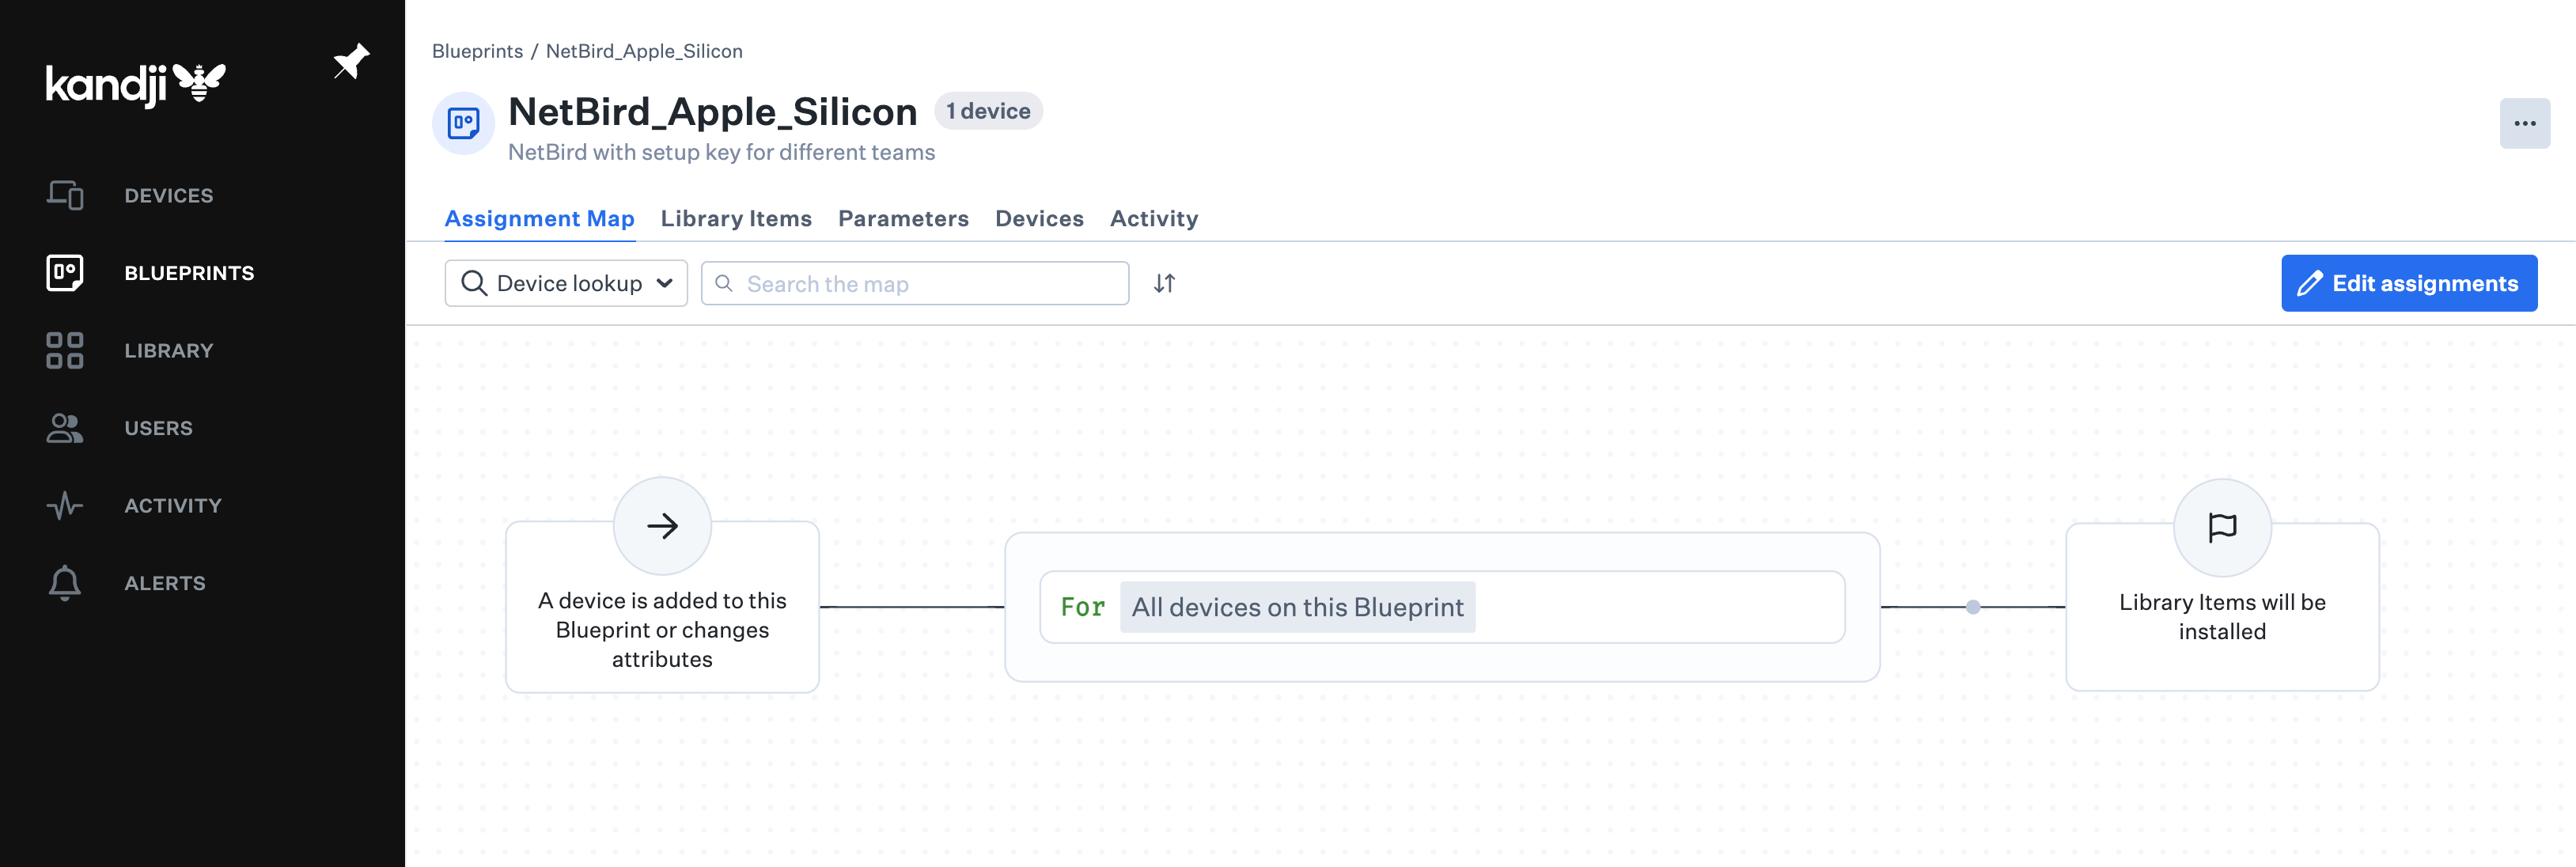 kandji
DEVICES
BLUEPRINTS
LIBRARY
USERS
ACTIVITY
ALERTS
Blueprints / NetBird_Apple_Silicon
NetBird_Apple_Silicon 1 device
NetBird with setup key for different teams
Assignment Map Library Items Parameters Devices Activity
Device lookup Search the map Edit assignments
A device is added to this
Blueprint or changes
attributes
For All devices on this Blueprint
Library Items will be
installed